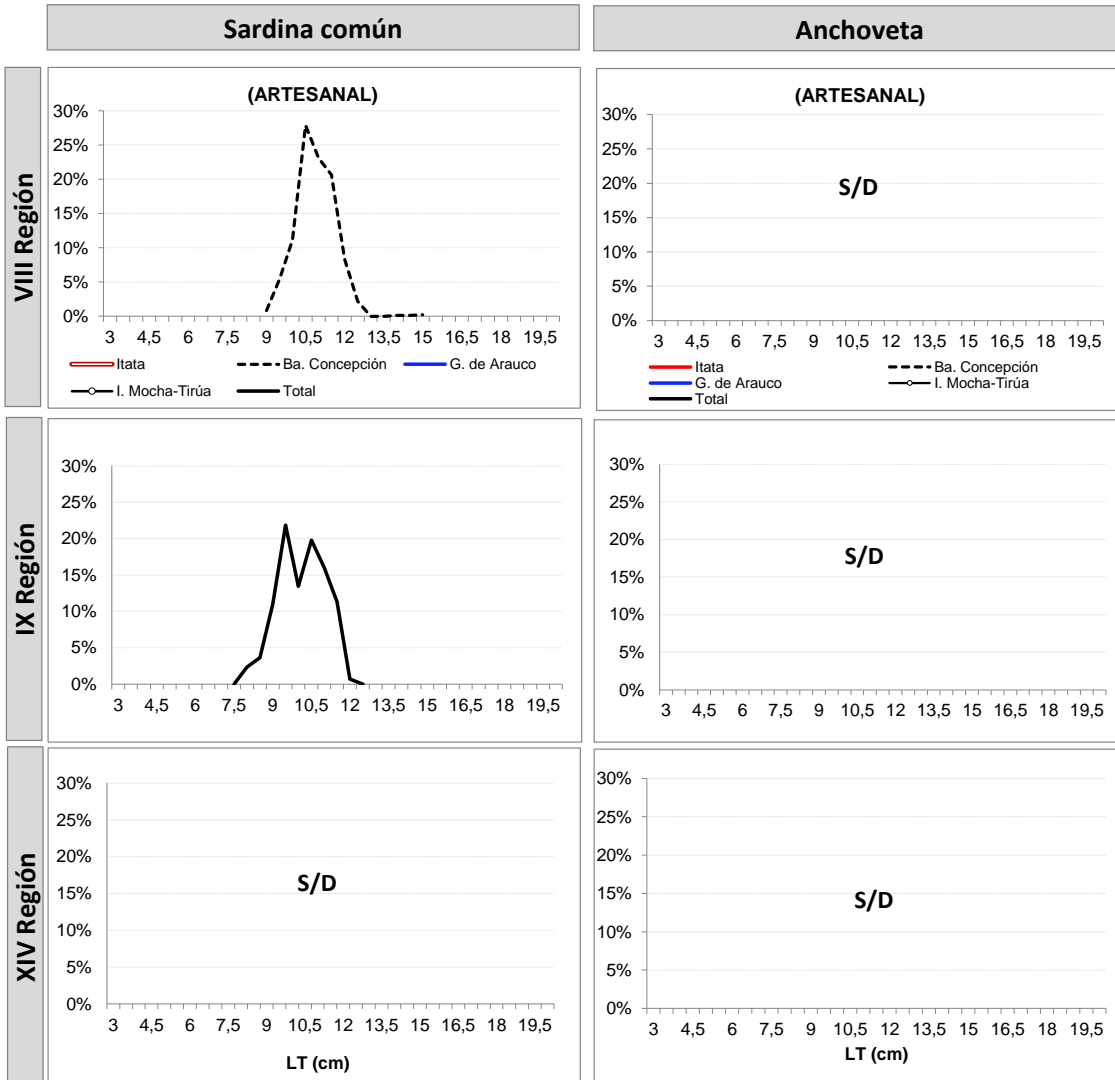 Sardina común
Anchoveta
VIII Región
(ARTESANAL)
30%
25%
20%
15%
10%
5%
0%
3 4,5 6 7,5 9 10,5 12 13,5 15 16,5 18 19,5
Itata Ba. Concepción G. de Arauco
I. Mocha-Tirúa Total
(ARTESANAL)
30%
25%
20%
S/D
15%
10%
5%
0%
3 4,5 6 7,5 9 10,5 12 13,5 15 16,5 18 19,5
Itata Ba. Concepción
G. de Arauco I. Mocha-Tirúa
Total
IX Región
30%
25%
20%
15%
10%
5%
0%
3 4,5 6 7,5 9 10,5 12 13,5 15 16,5 18 19,5
30%
25%
20%
S/D
15%
10%
5%
0%
3 4,5 6 7,5 9 10,5 12 13,5 15 16,5 18 19,5
XIV Región
30%
25%
20%
S/D
15%
10%
5%
0%
3 4,5 6 7,5 9 10,5 12 13,5 15 16,5 18 19,5
LT (cm)
30%
25%
20%
15%
S/D
10%
5%
0%
3 4,5 6 7,5 9 10,5 12 13,5 15 16,5 18 19,5
LT (cm)